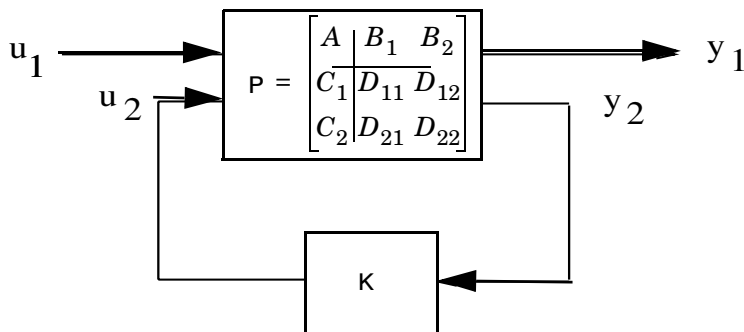 u1
u2
P = [ A | B1 B2
C1 | D11 D12
C2 | D21 D22 ]
y1
y2
K